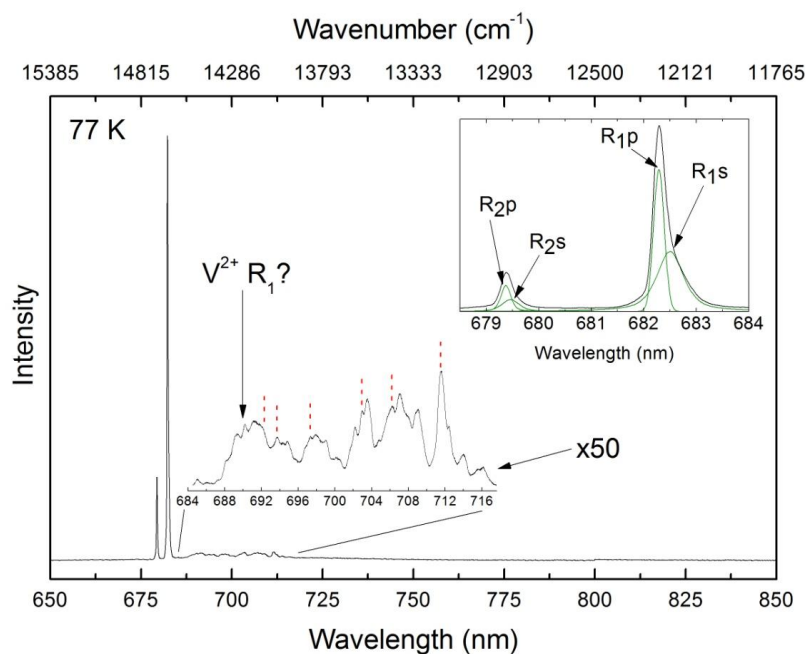 Wavenumber (cm⁻¹)
15385 14815 14286 13793 13333 12903 12500 12121 11765
77 K
R₁p
R₁s
R₂p
R₂s
679 680 681 682 683 684
Wavelength (nm)
V²⁺ R₁?
Intensity
x50
684 688 692 696 700 704 708 712 716
650 675 700 725 750 775 800 825 850
Wavelength (nm)